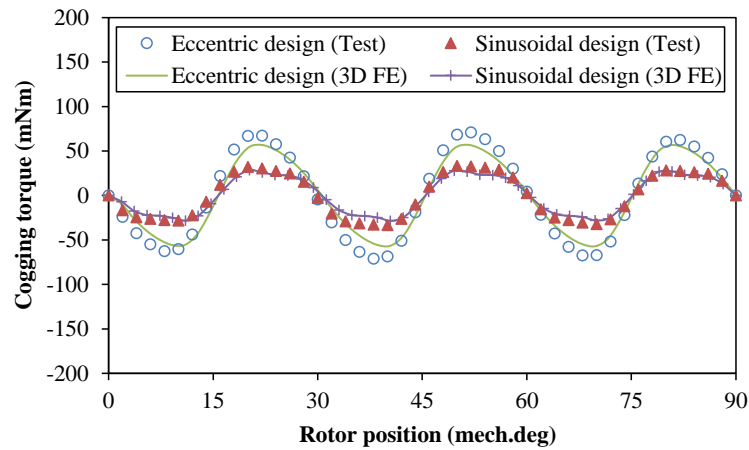 200
150
100
50
0
-50
-100
-150
-200
Cogging torque (mNm)
Eccentric design (Test) Sinusoidal design (Test)
Eccentric design (3D FE) Sinusoidal design (3D FE)
0 15 30 45 60 75 90
Rotor position (mech.deg)